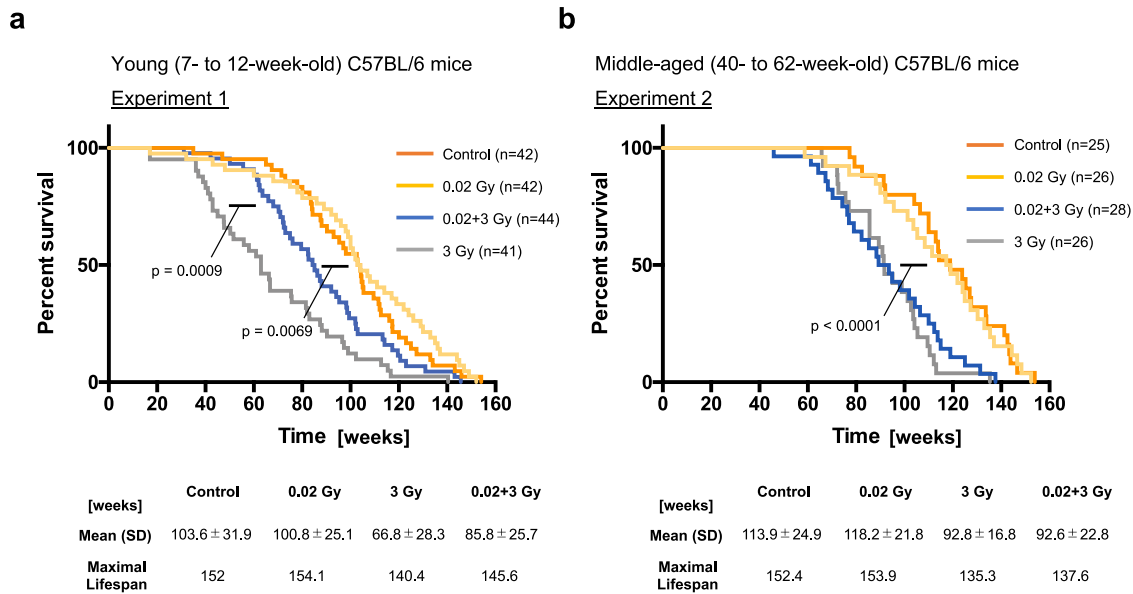 a
Young (7- to 12-week-old) C57BL/6 mice
Experiment 1
Percent survival
100
50
0
p = 0.0009
p = 0.0069
Control (n=42)
0.02 Gy (n=42)
0.02+3 Gy (n=44)
3 Gy (n=41)
0 20 40 60 80 100 120 140 160
Time [weeks]
[weeks] Control 0.02 Gy 3 Gy 0.02+3 Gy
Mean (SD) 103.6 ± 31.9 100.8 ± 25.1 66.8 ± 28.3 85.8 ± 25.7
Maximal
Lifespan 152 154.1 140.4 145.6
b
Middle-aged (40- to 62-week-old) C57BL/6 mice
Experiment 2
Percent survival
100
50
0
p < 0.0001
Control (n=25)
0.02 Gy (n=26)
0.02+3 Gy (n=28)
3 Gy (n=26)
0 20 40 60 80 100 120 140 160
Time [weeks]
[weeks] Control 0.02 Gy 3 Gy 0.02+3 Gy
Mean (SD) 113.9 ± 24.9 118.2 ± 21.8 92.8 ± 16.8 92.6 ± 22.8
Maximal
Lifespan 152.4 153.9 135.3 137.6